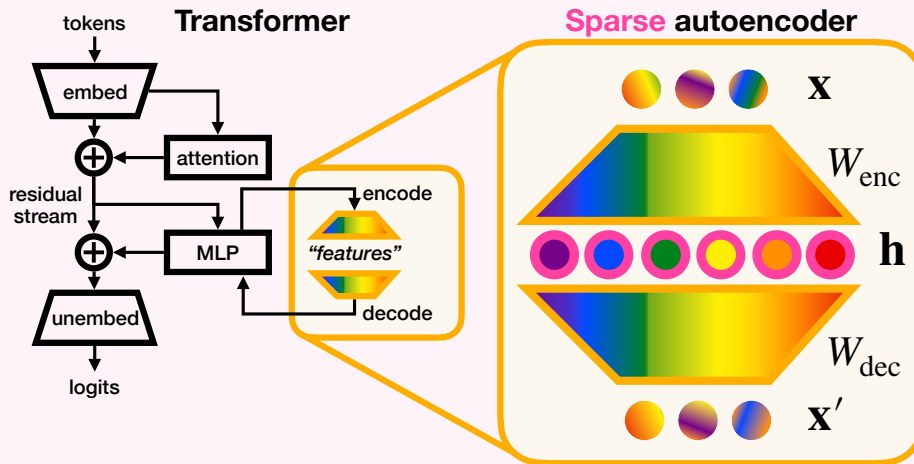 Transformer
Sparse autoencoder
tokens
embed
attention
residual
stream
MLP
unembed
logits
encode
"features"
decode
x
W_enc
h
W_dec
x′